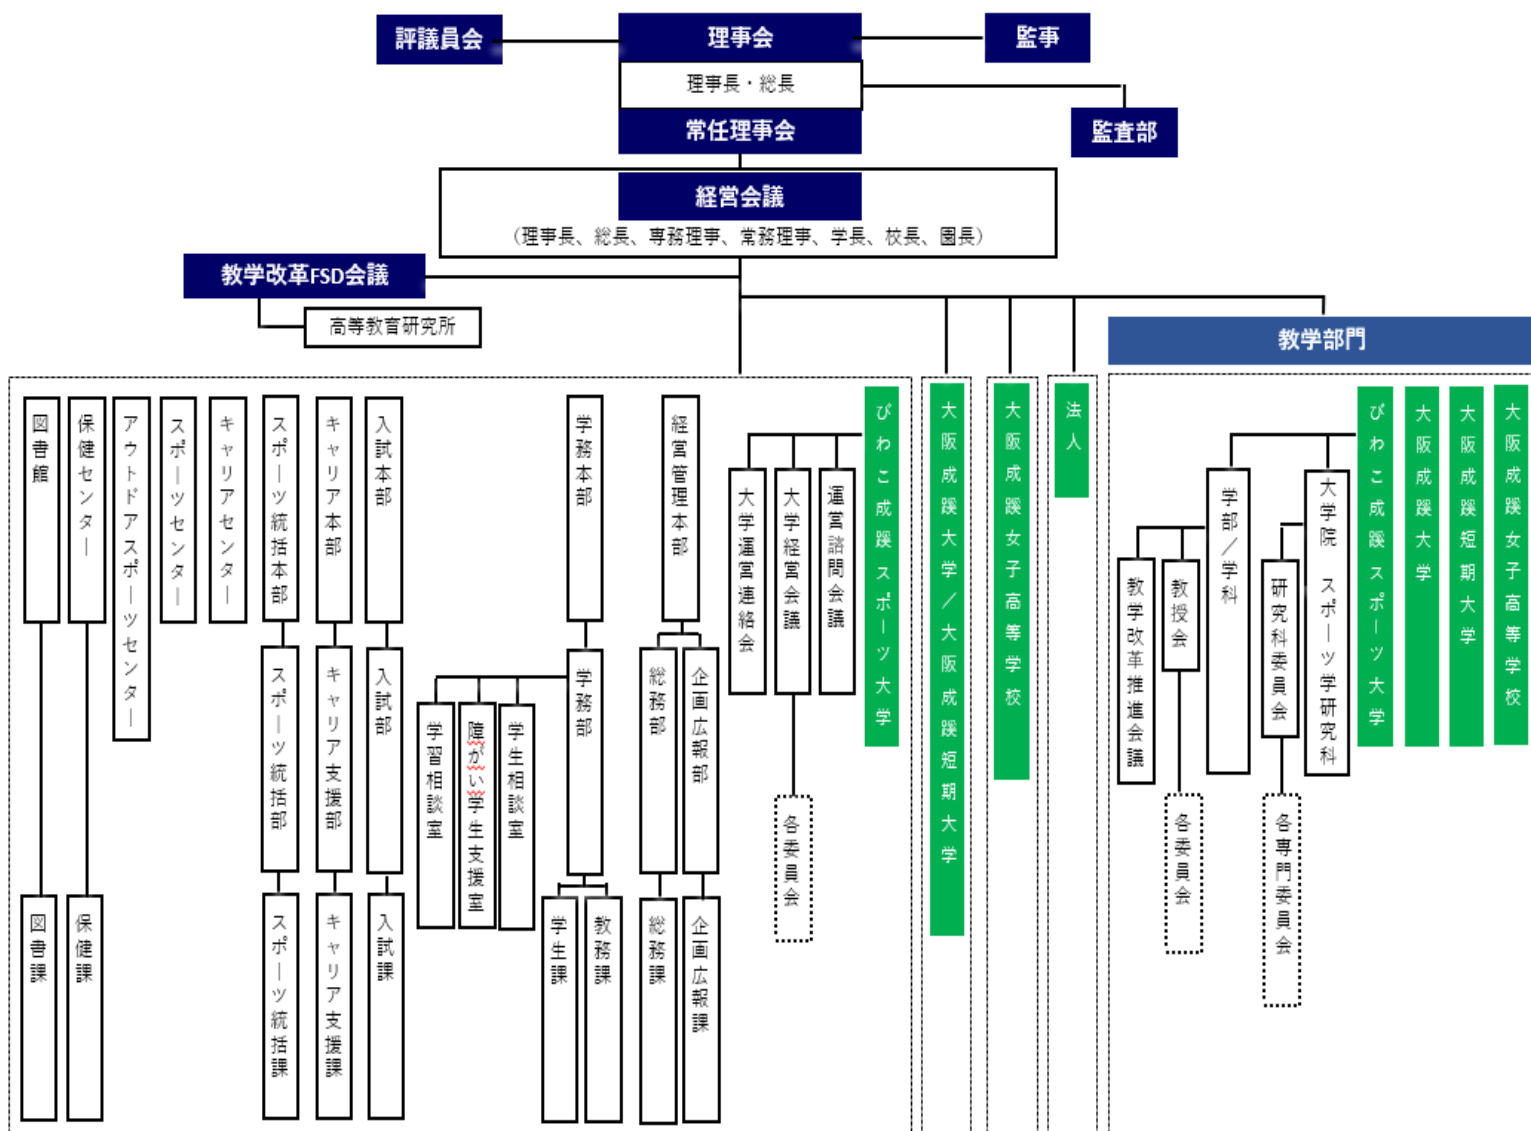 評議員会
理事会
監事
理事長・総長
常任理事会
監査部
経営会議
(理事長、総長、専務理事、常務理事、学長、校長、園長)
教学改革FSD会議
高等教育研究所
教学部門
図書館
保健センター
アウトドアスポーツセンター
スポーツセンター
キャリアセンター
スポーツ統括本部
キャリア本部
入試本部
学務本部
経営管理本部
大学運営連絡会
大学経営会議
運営諮問会議
びわこ成蹊スポーツ大学
大阪成蹊大学/大阪成蹊短期大学
大阪成蹊女子高等学校
法人
教学改革推進会議
教授会
学部/学科
研究科委員会
大学院 スポーツ学研究科
びわこ成蹊スポーツ大学
大阪成蹊大学
大阪成蹊短期大学
大阪成蹊女子高等学校
スポーツ統括部
キャリア支援部
入試部
学習相談室
障がい学生支援室
学生相談室
学務部
総務部
企画広報部
各委員会
各委員会
各専門委員会
図書課
保健課
スポーツ統括課
キャリア支援課
入試課
学生課
教務課
総務課
企画広報課